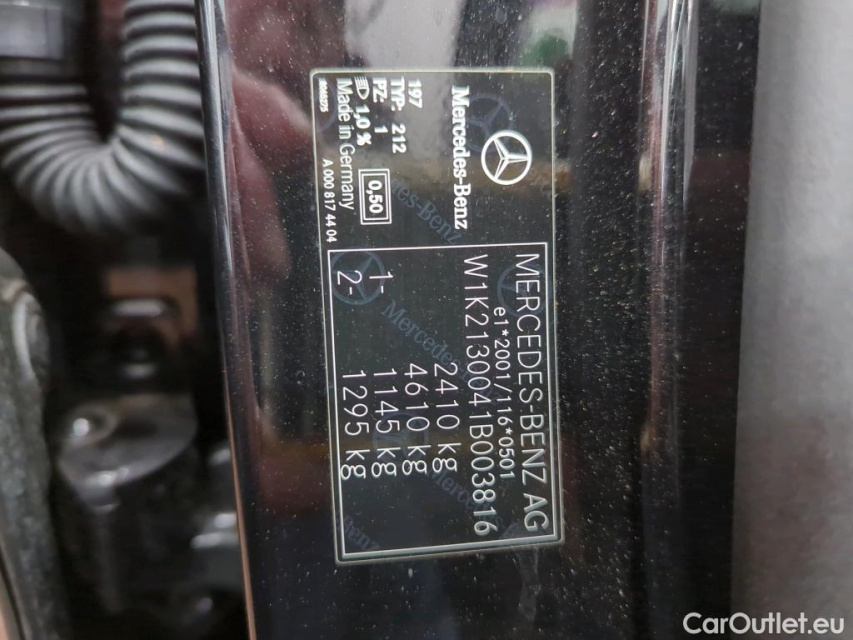 Mercedes-Benz
197
TYP: 212
PZ: 1
1,0 %
0,50
Made in Germany
A 000 817 44 04
MERCEDES-BENZ AG
e1*2001/116*0501
W1K2130041B003816
2410 kg
4610 kg
1- 1145 kg
2- 1295 kg
CarOutlet.eu